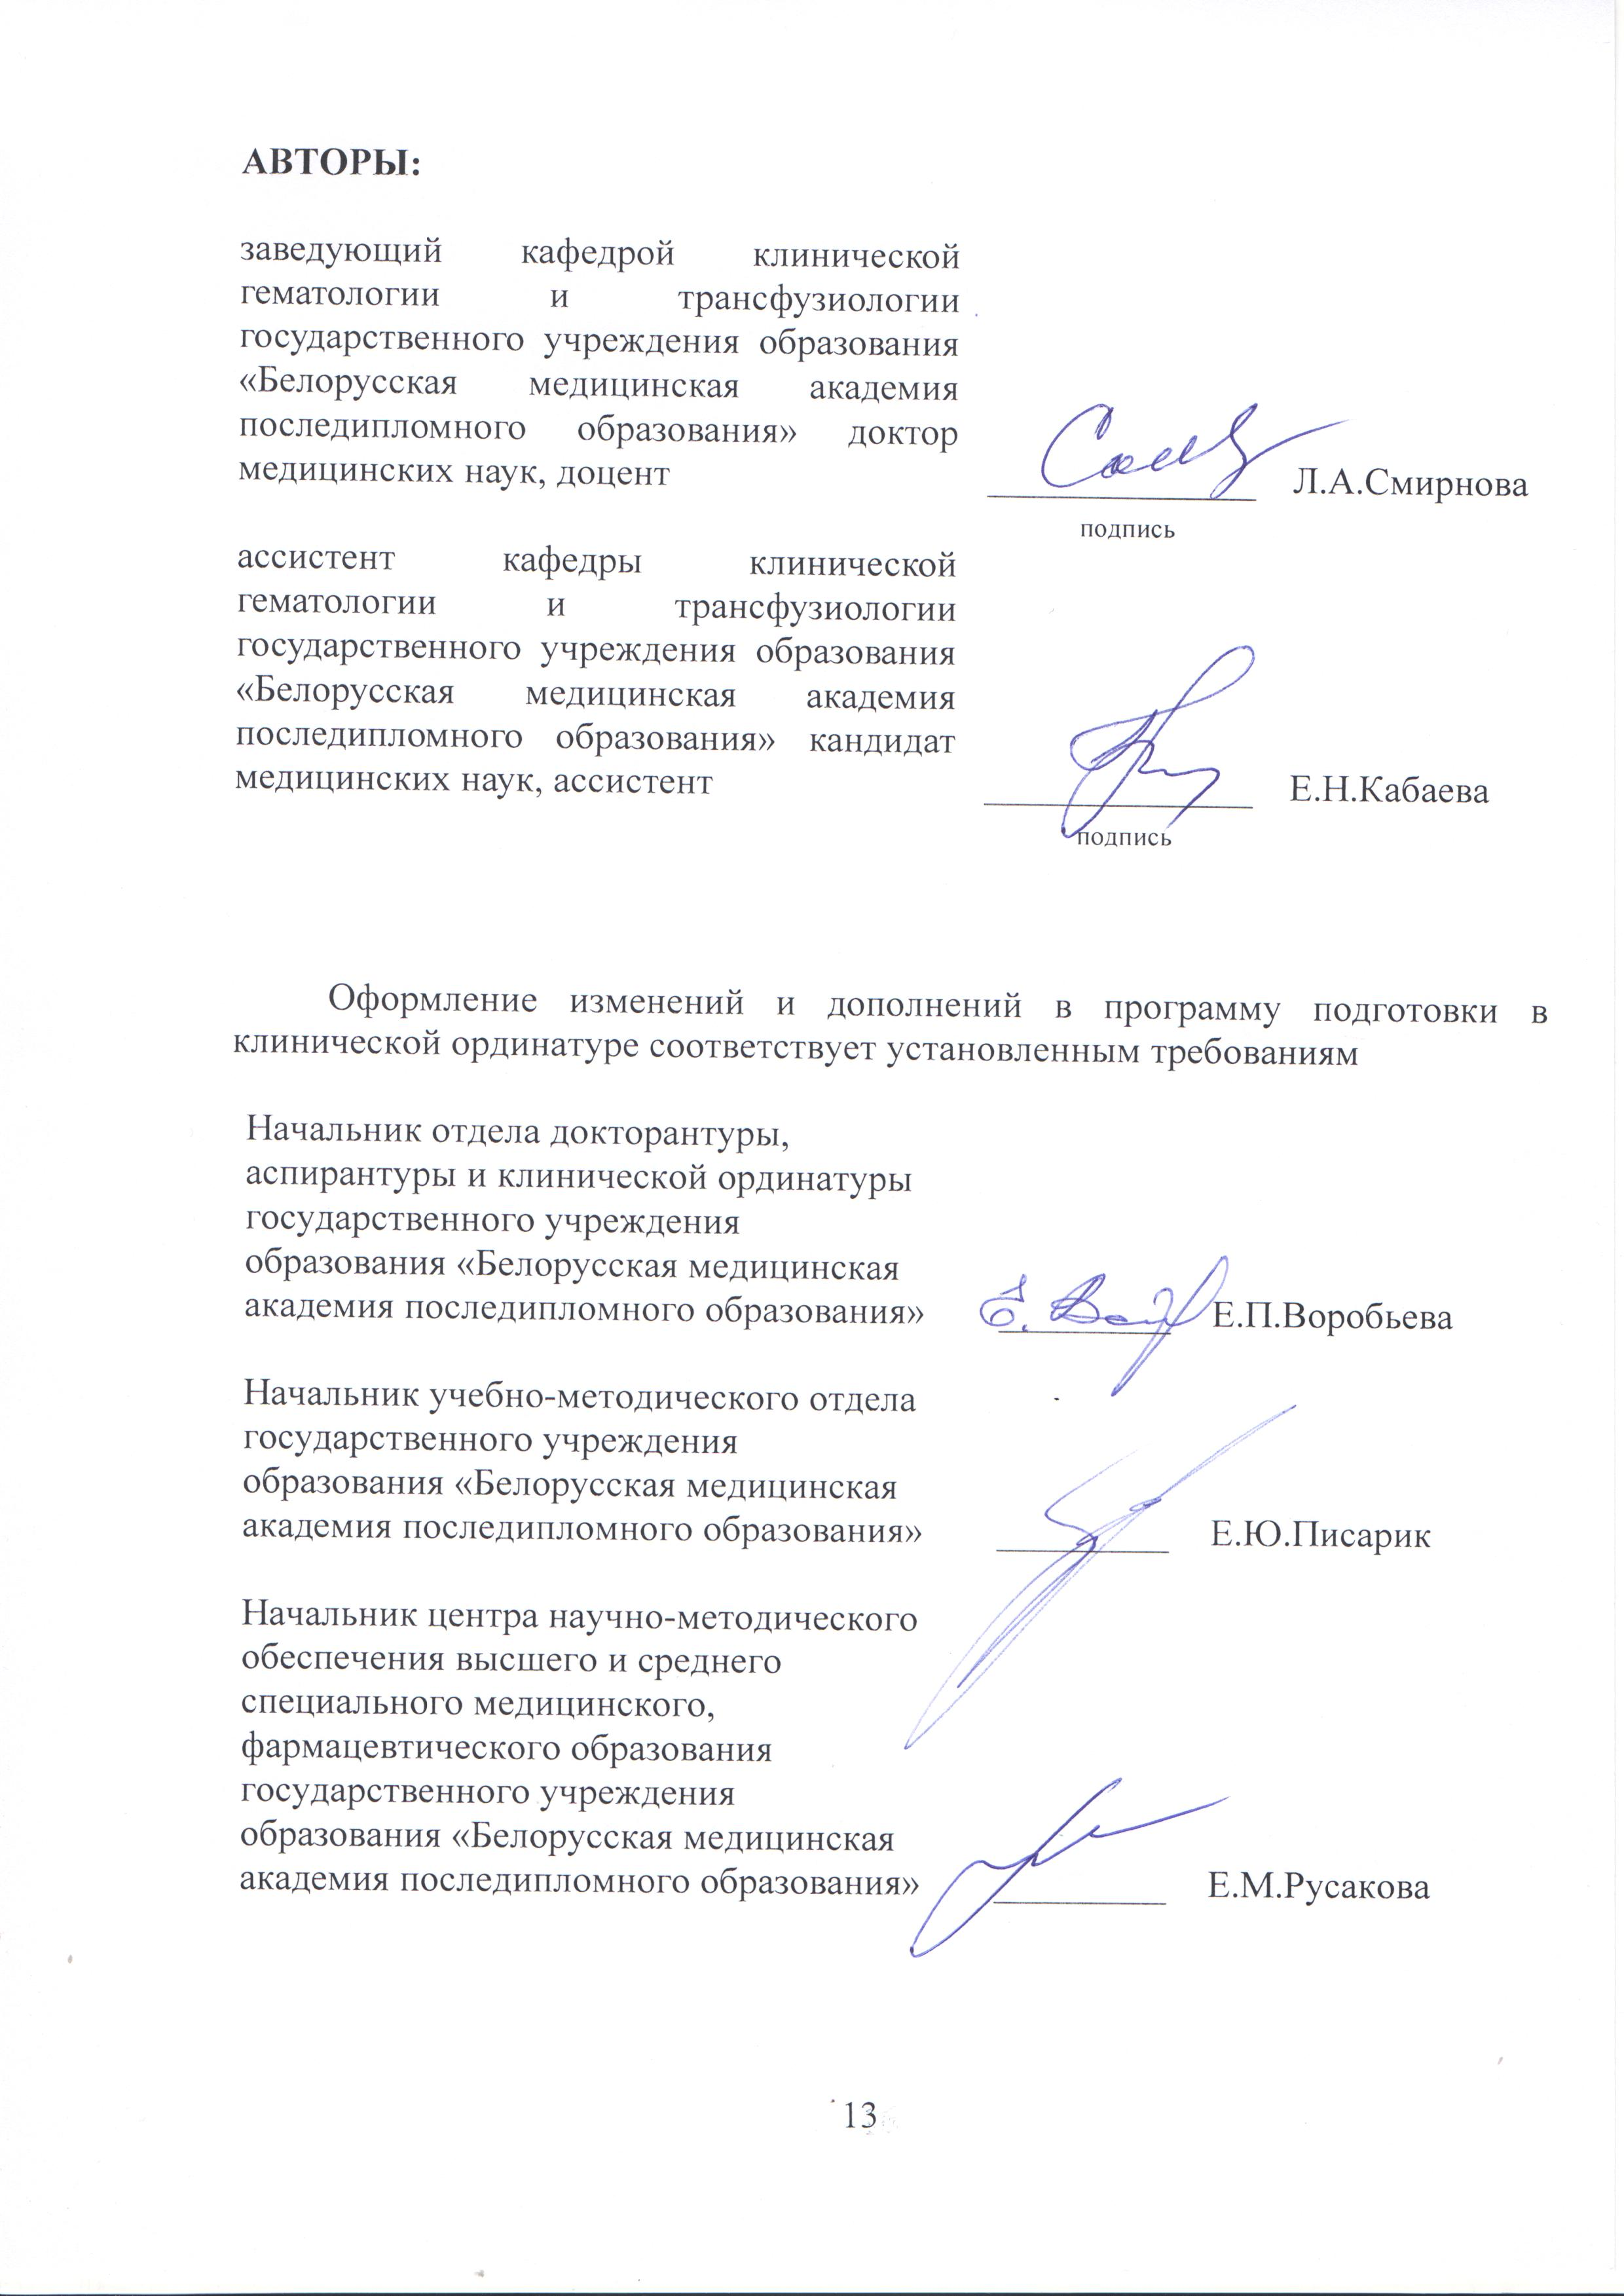 АВТОРЫ:
заведующий кафедрой клинической
гематологии и трансфузиологии
государственного учреждения образования
«Белорусская медицинская академия
последипломного образования» доктор
медицинских наук, доцент
Л.А.Смирнова
подпись
ассистент кафедры клинической
гематологии и трансфузиологии
государственного учреждения образования
«Белорусская медицинская академия
последипломного образования» кандидат
медицинских наук, ассистент
Е.Н.Кабаева
подпись
Оформление изменений и дополнений в программу подготовки в
клинической ординатуре соответствует установленным требованиям
Начальник отдела докторантуры,
аспирантуры и клинической ординатуры
государственного учреждения
образования «Белорусская медицинская
академия последипломного образования»
Е.П.Воробьева
Начальник учебно-методического отдела
государственного учреждения
образования «Белорусская медицинская
академия последипломного образования»
Е.Ю.Писарик
Начальник центра научно-методического
обеспечения высшего и среднего
специального медицинского,
фармацевтического образования
государственного учреждения
образования «Белорусская медицинская
академия последипломного образования»
Е.М.Русакова
13